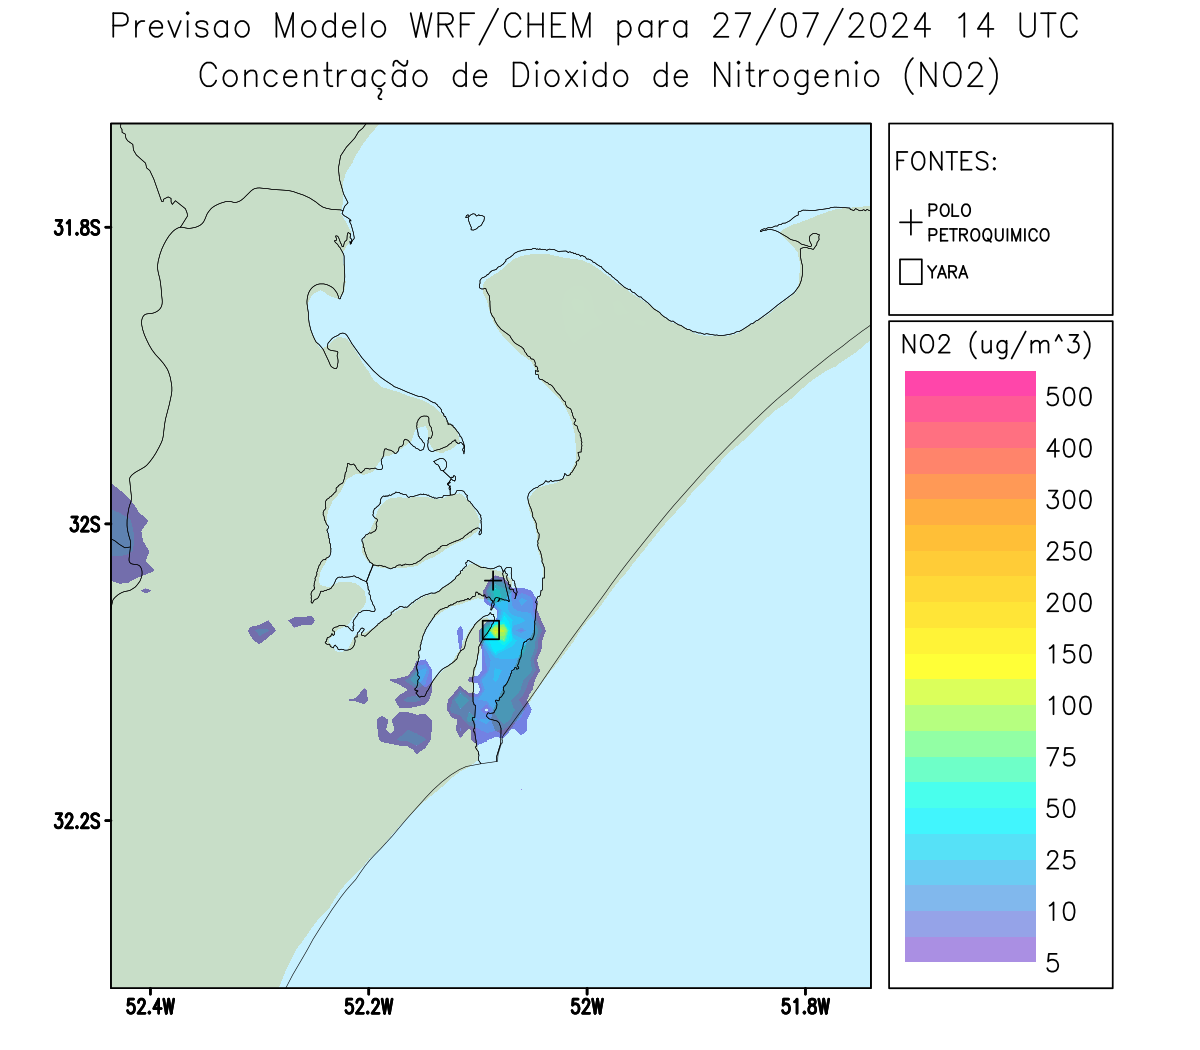 Previsao Modelo WRF/CHEM para 27/07/2024 14 UTC
Concentração de Dioxido de Nitrogenio (NO2)
FONTES:
POLO
PETROQUIMICO
YARA
NO2 (ug/m^3)
500
400
300
250
200
150
100
75
50
25
10
5
31.8S
32S
32.2S
52.4W
52.2W
52W
51.8W